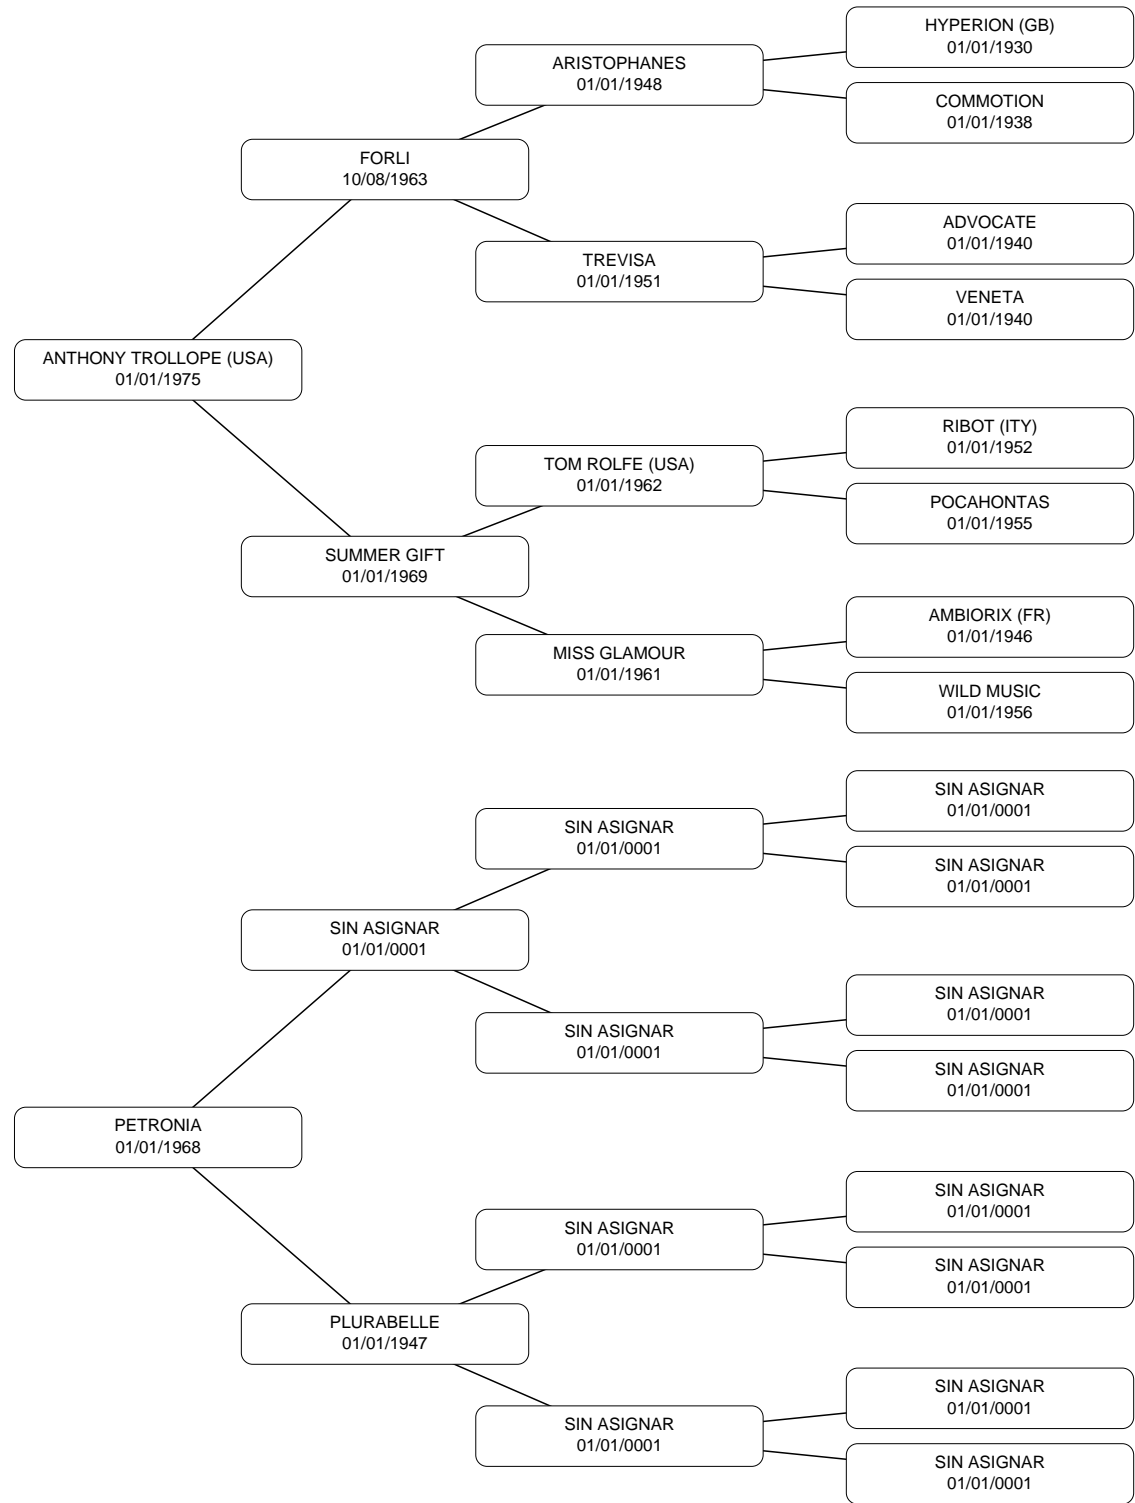 HYPERION (GB)
01/01/1930
ARISTOPHANES
01/01/1948
COMMOTION
01/01/1938
FORLI
10/08/1963
ADVOCATE
01/01/1940
TREVISA
01/01/1951
VENETA
01/01/1940
ANTHONY TROLLOPE (USA)
01/01/1975
RIBOT (ITY)
01/01/1952
TOM ROLFE (USA)
01/01/1962
POCAHONTAS
01/01/1955
SUMMER GIFT
01/01/1969
AMBIORIX (FR)
01/01/1946
MISS GLAMOUR
01/01/1961
WILD MUSIC
01/01/1956
SIN ASIGNAR
01/01/0001
SIN ASIGNAR
01/01/0001
SIN ASIGNAR
01/01/0001
SIN ASIGNAR
01/01/0001
SIN ASIGNAR
01/01/0001
SIN ASIGNAR
01/01/0001
SIN ASIGNAR
01/01/0001
PETRONIA
01/01/1968
SIN ASIGNAR
01/01/0001
SIN ASIGNAR
01/01/0001
SIN ASIGNAR
01/01/0001
PLURABELLE
01/01/1947
SIN ASIGNAR
01/01/0001
SIN ASIGNAR
01/01/0001
SIN ASIGNAR
01/01/0001